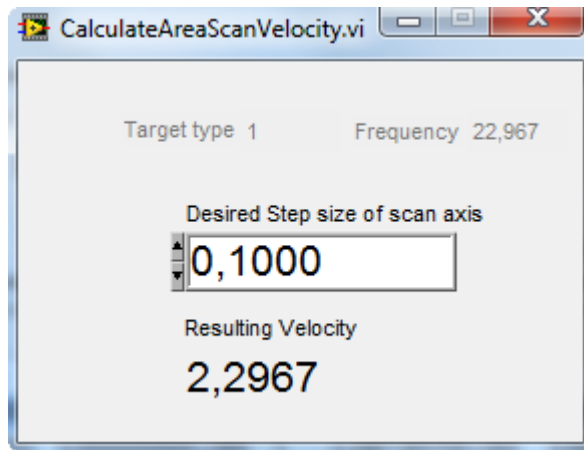 CalculateAreaScanVelocity.vi
Target type 1 Frequency 22,967
Desired Step size of scan axis
0,1000
Resulting Velocity
2,2967